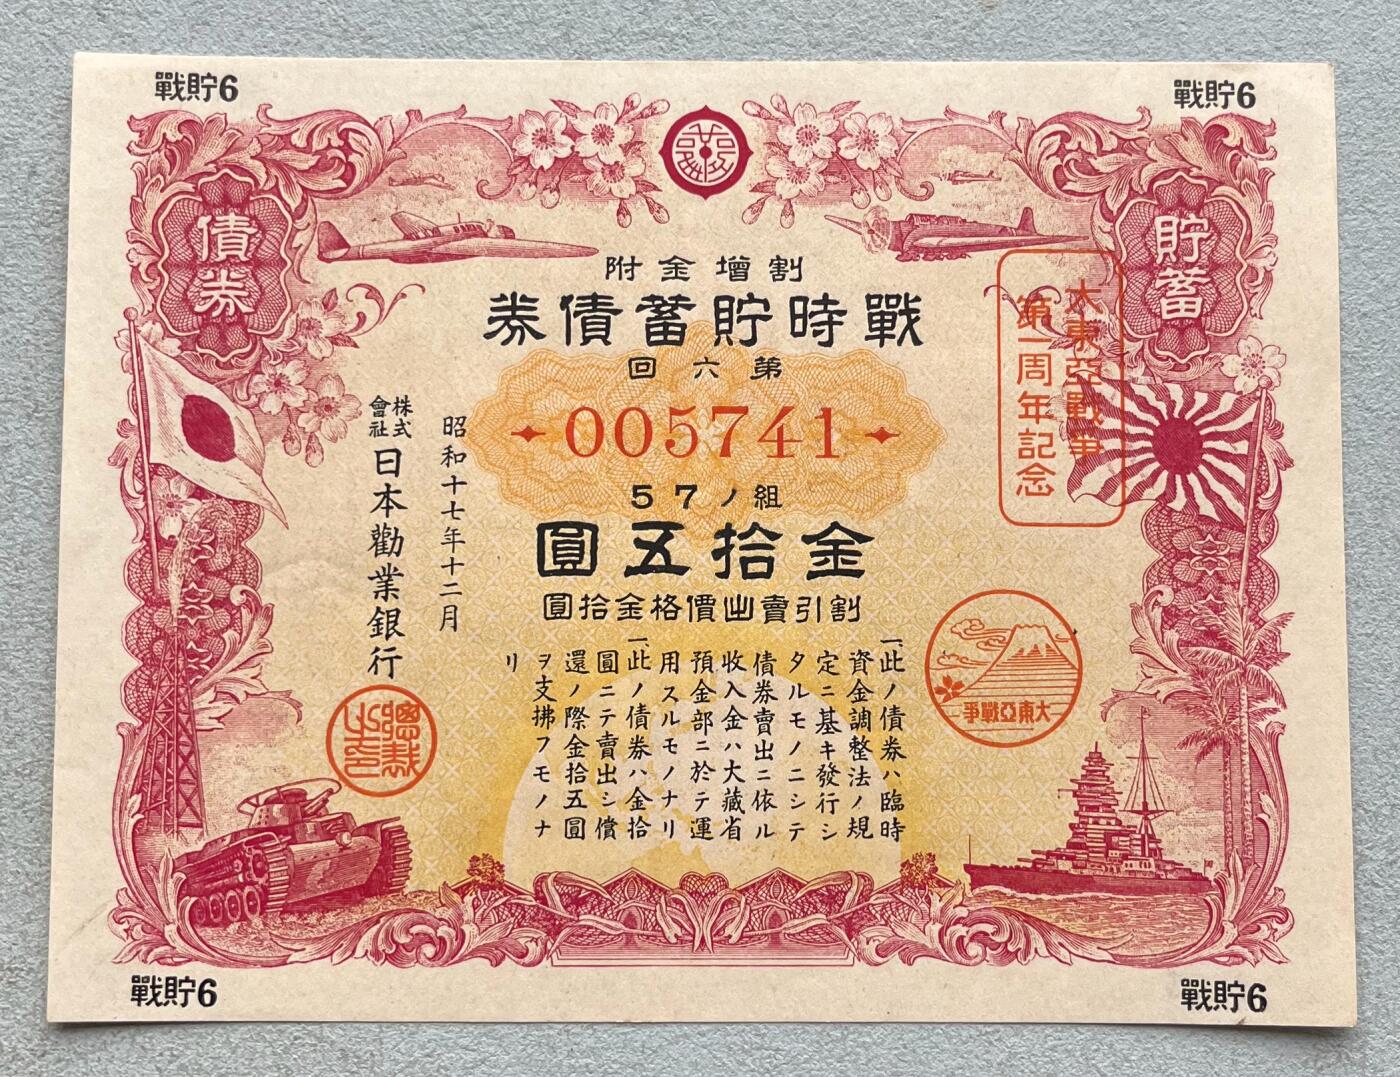 戰貯6
戰貯6
貯蓄
債券
割增金附
戰時貯蓄債券
第六回
005741
57ノ組
金拾五圓
割引賣出價格金拾圓
大東亞戰爭
第一周年記念
大東亞戰爭
一、此ノ債券ハ臨時
資金調整法ノ規
定ニ基キ發行シ
タルモノニシテ
債券賣出ニ依ル
收入金ハ大藏省
預金部ニ於テ運
用スルモノナリ
一、此ノ債券ハ金拾
圓ニテ賣出シ償
還ノ際金拾五圓
ヲ支拂フモノナ
リ
昭和十七年十二月
株式會社日本勸業銀行
總裁之印
戰貯6
戰貯6